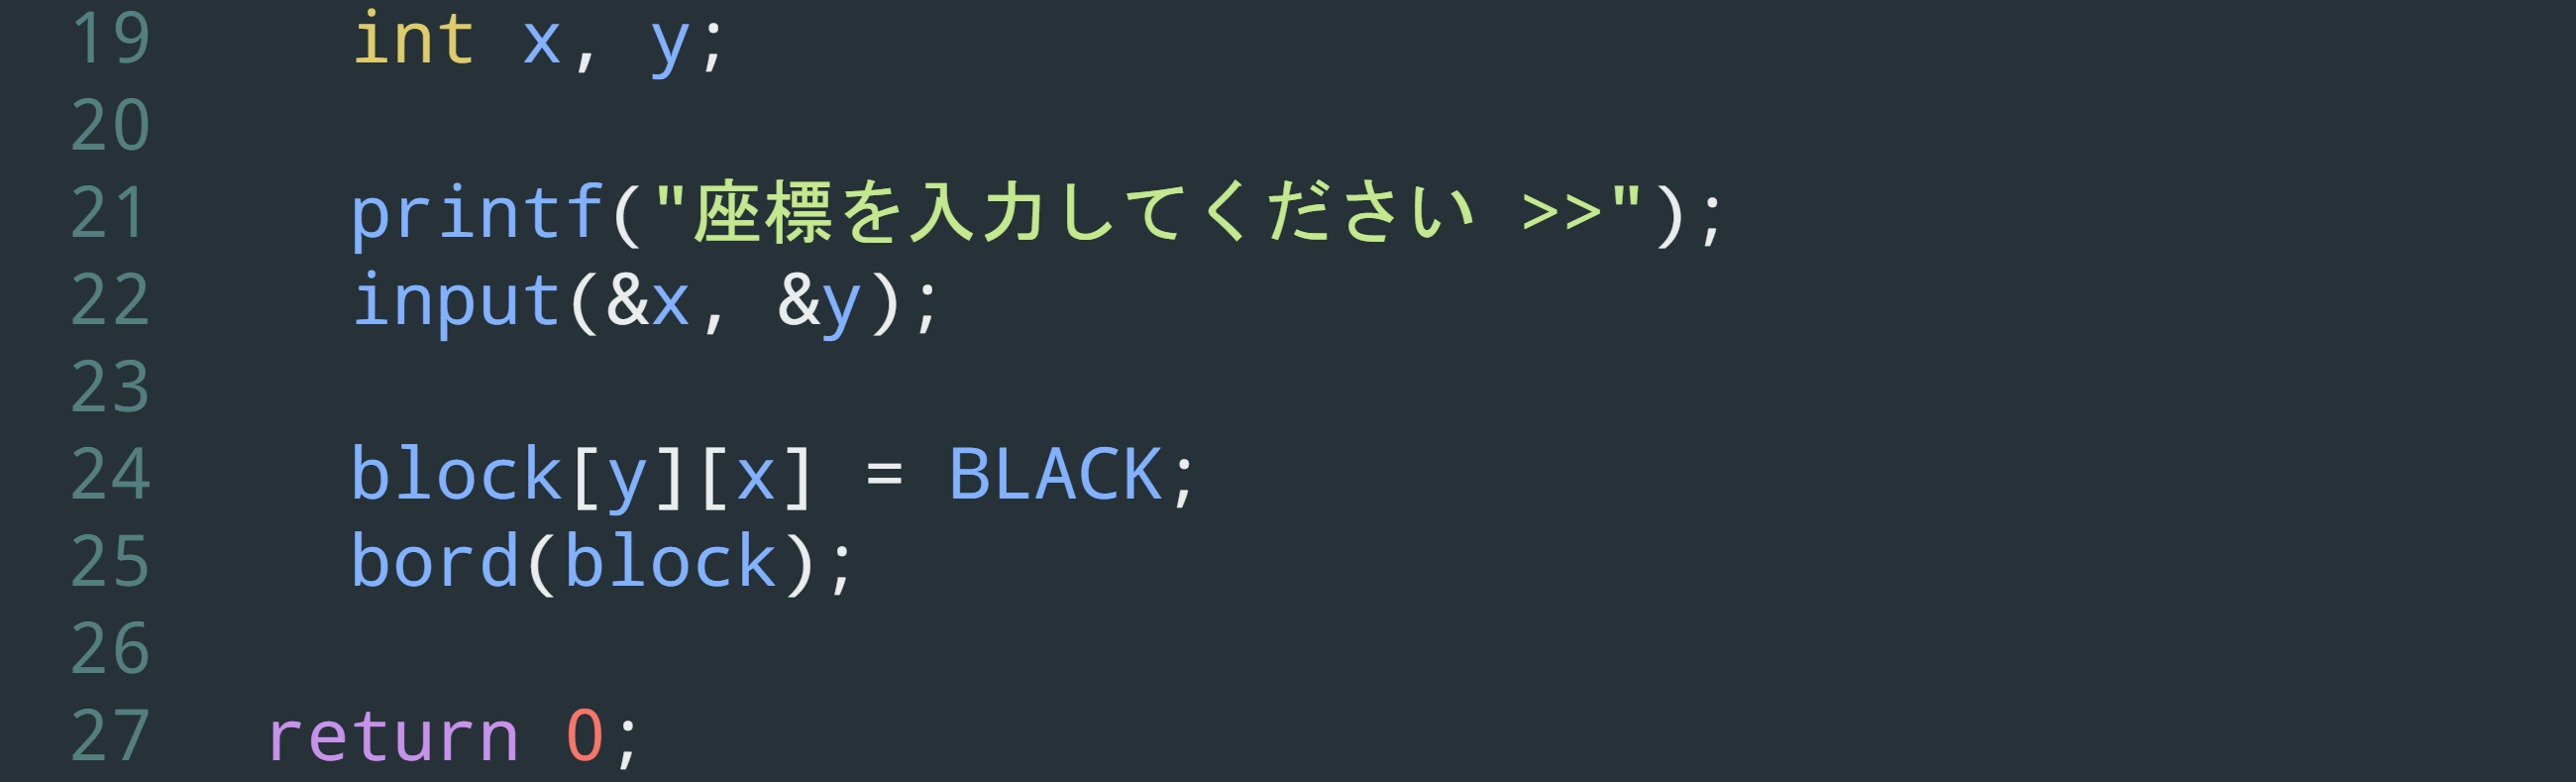 19 int x, y;
20
21 printf("座標を入力してください >>");
22 input(&x, &y);
23
24 block[y][x] = BLACK;
25 bord(block);
26
27 return 0;